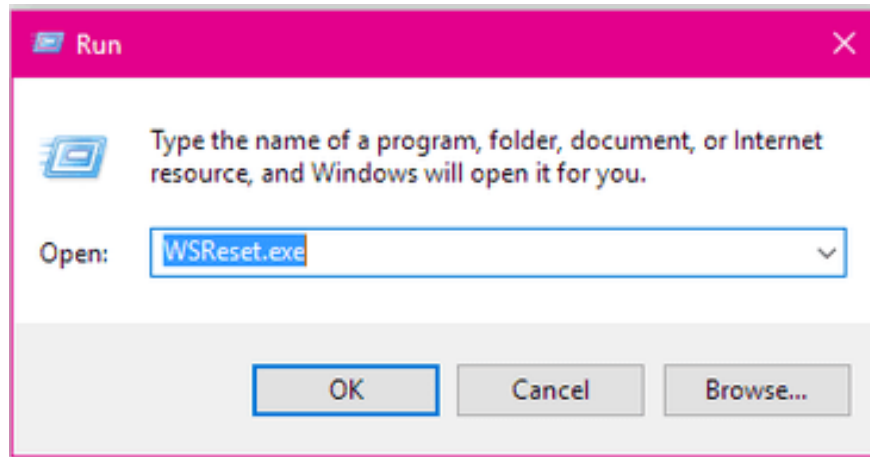 Run
Type the name of a program, folder, document, or Internet
resource, and Windows will open it for you.
Open: WSReset.exe
OK Cancel Browse...